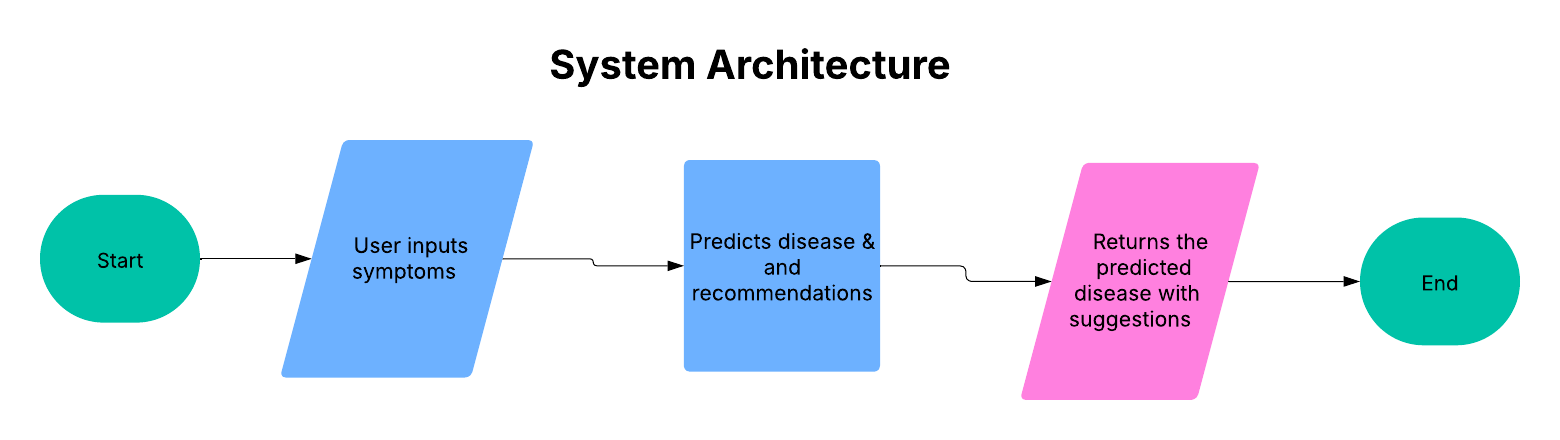 System Architecture
Start
User inputs
symptoms
Predicts disease &
and
recommendations
Returns the
predicted
disease with
suggestions
End